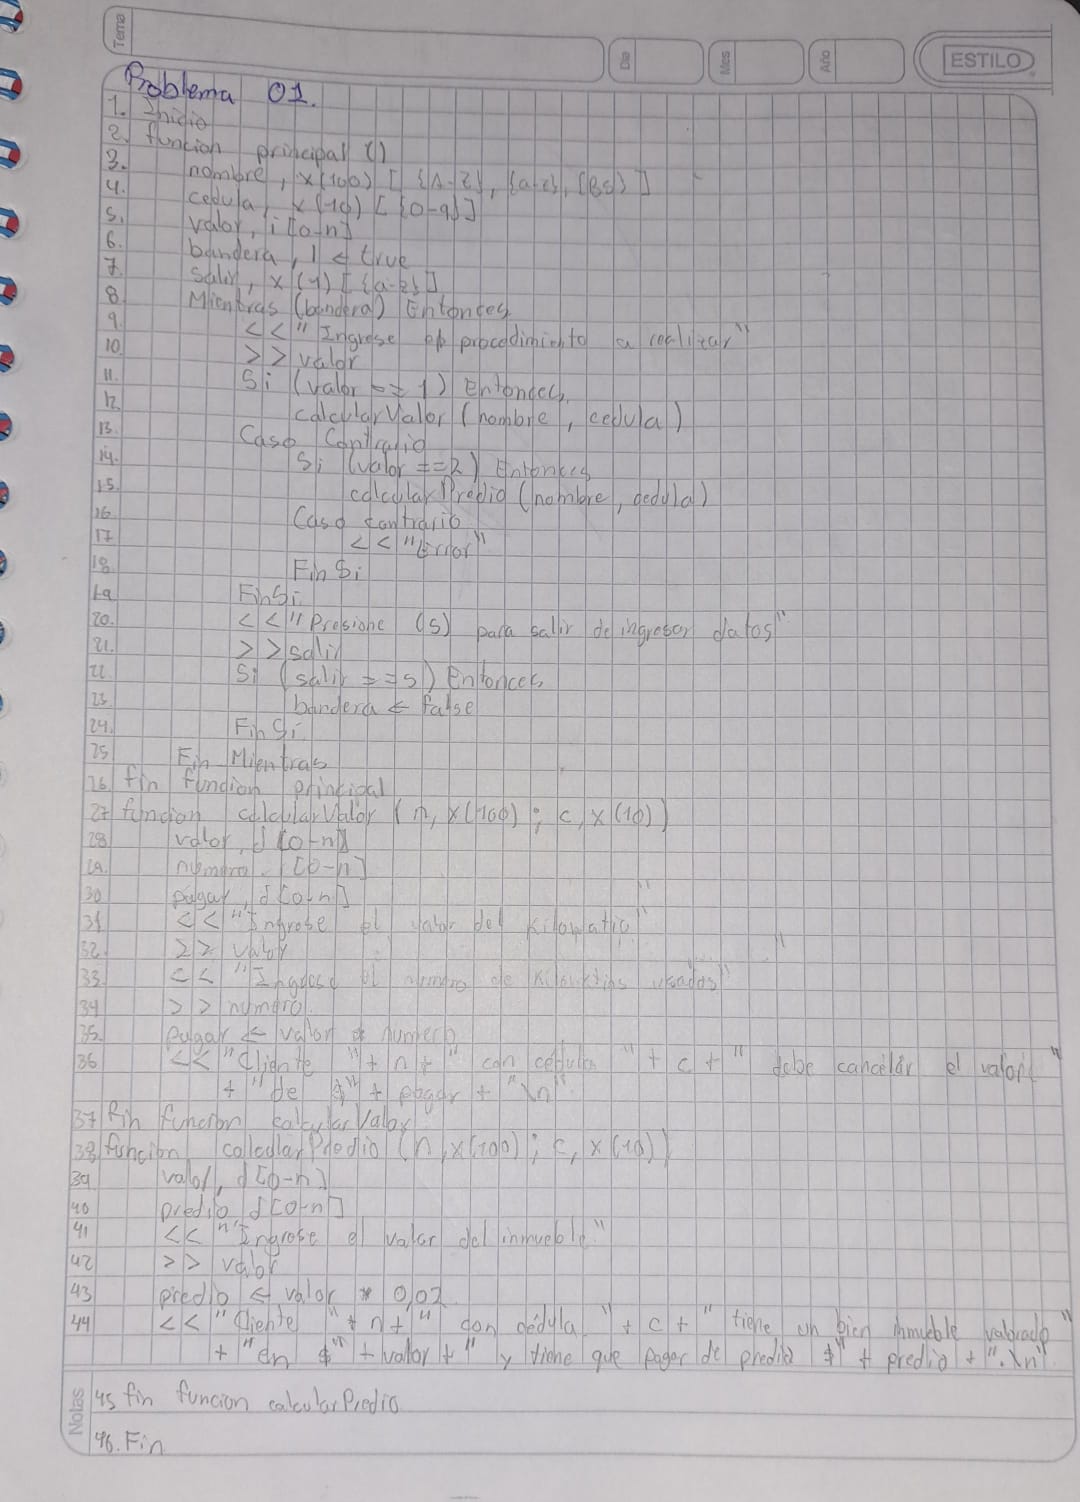 Tema
Dia
Mes
Año
ESTILO
Problema 01.
1. Inicio
2. funcion principal ()
3. nombre, x(100) [ {A-Z}, {a-z}, {BS} ]
4. cedula, x(10) [ {0-9} ]
5. valor, i [0-n]
6. bandera, l ← true
7. salir, x (1) [ {a-z} ]
8. Mientras (bandera) Entonces
9 << "Ingrese el procedimiento a realizar"
10. >> valor
11. Si (valor == 1) Entonces,
12 calcularValor (nombre, cedula)
13. Caso Contrario
14. Si (valor == 2) Entonces
15. calcularPredio (nombre, cedula)
16 Caso contrario
17 << "Error"
18 Fin Si
19 FinSi
20. << "Presione (s) para salir de ingresar datos"
21. >> salir
22 Si (salir == s) Entonces,
23 bandera ← false
24. Fin Si
25 Fin Mientras
26 fin funcion principal
27 funcion calcularValor (n, x(100) ; c, x(10))
28 valor, d [0-n]
29. numero [0-n]
30 pagar, d [0-n]
31 << "Ingrese el valor del kilowatio"
32 >> valor
33 << "Ingrese el numero de kilowatios usados"
34 >> numero
35. pagar ← valor * numero
36 << "Cliente "+ n + " con cedula "+ c + " debe cancelar el valor"
+ "de $" + pagar + "\n"
37 Fin funcion calcularValor
38 funcion calcularPredio (n, x(100) ; c, x(10))
39 valor, d [0-n]
40 predio d [0-n]
41 << "Ingrese el valor del inmueble"
42 >> valor
43 predio ← valor * 0,02
44 << "Cliente "+ n + " con cedula " + c + " tiene un bien inmueble valorado"
+ "en $" + valor + " y tiene que pagar de predio $" + predio + ".\n"
Notas
45 fin funcion calcularPredio
46. Fin